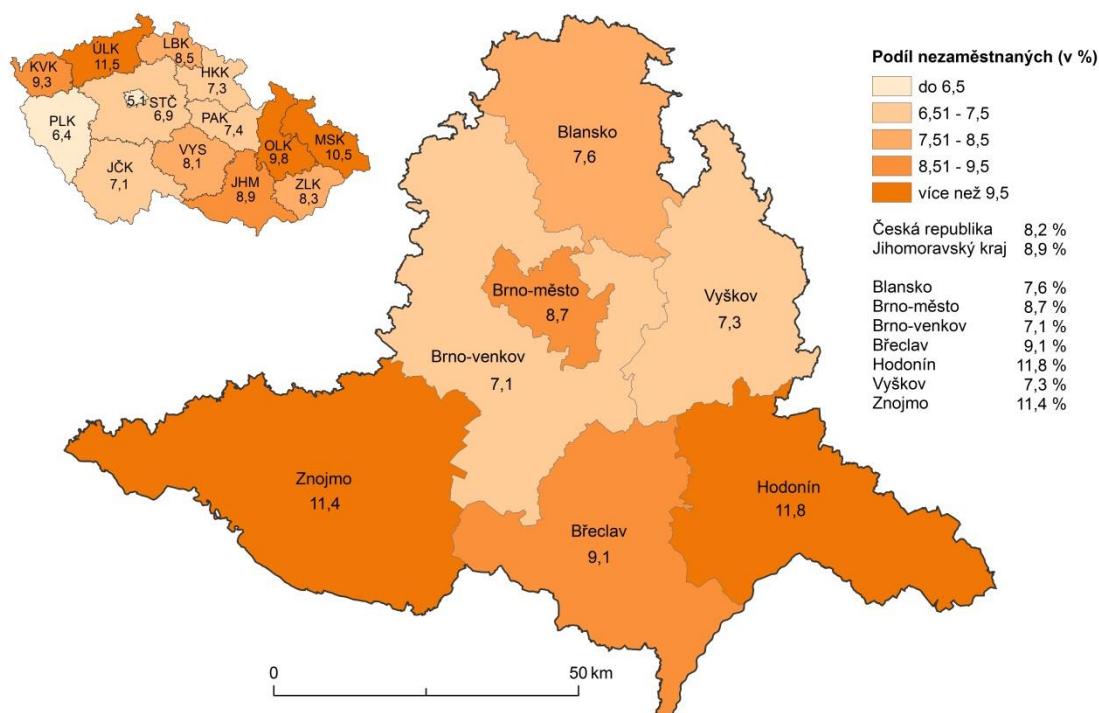 ÚLK
11,5
LBK
8,5
KVK
9,3
HKK
7,3
5,1
STČ
6,9
PLK
6,4
PAK
7,4
VYS
8,1
OLK
9,8
MSK
10,5
JČK
7,1
JHM
8,9
ZLK
8,3
Podíl nezaměstnaných (v %)
do 6,5
6,51 - 7,5
7,51 - 8,5
8,51 - 9,5
více než 9,5
Česká republika 8,2 %
Jihomoravský kraj 8,9 %
Blansko 7,6 %
Brno-město 8,7 %
Brno-venkov 7,1 %
Břeclav 9,1 %
Hodonín 11,8 %
Vyškov 7,3 %
Znojmo 11,4 %
Blansko
7,6
Brno-město
8,7
Vyškov
7,3
Brno-venkov
7,1
Znojmo
11,4
Hodonín
11,8
Břeclav
9,1
0 50 km